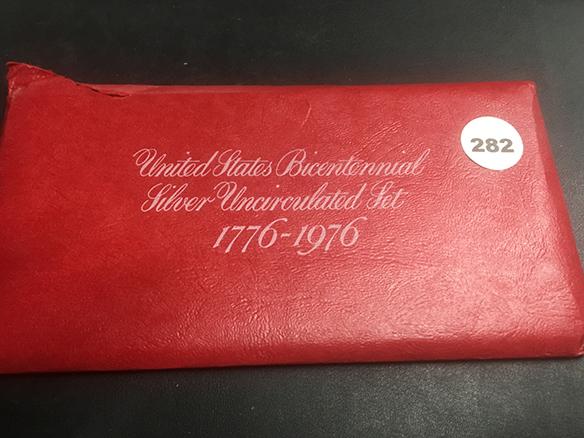 282
United States Bicentennial
Silver Uncirculated Set
1776-1976